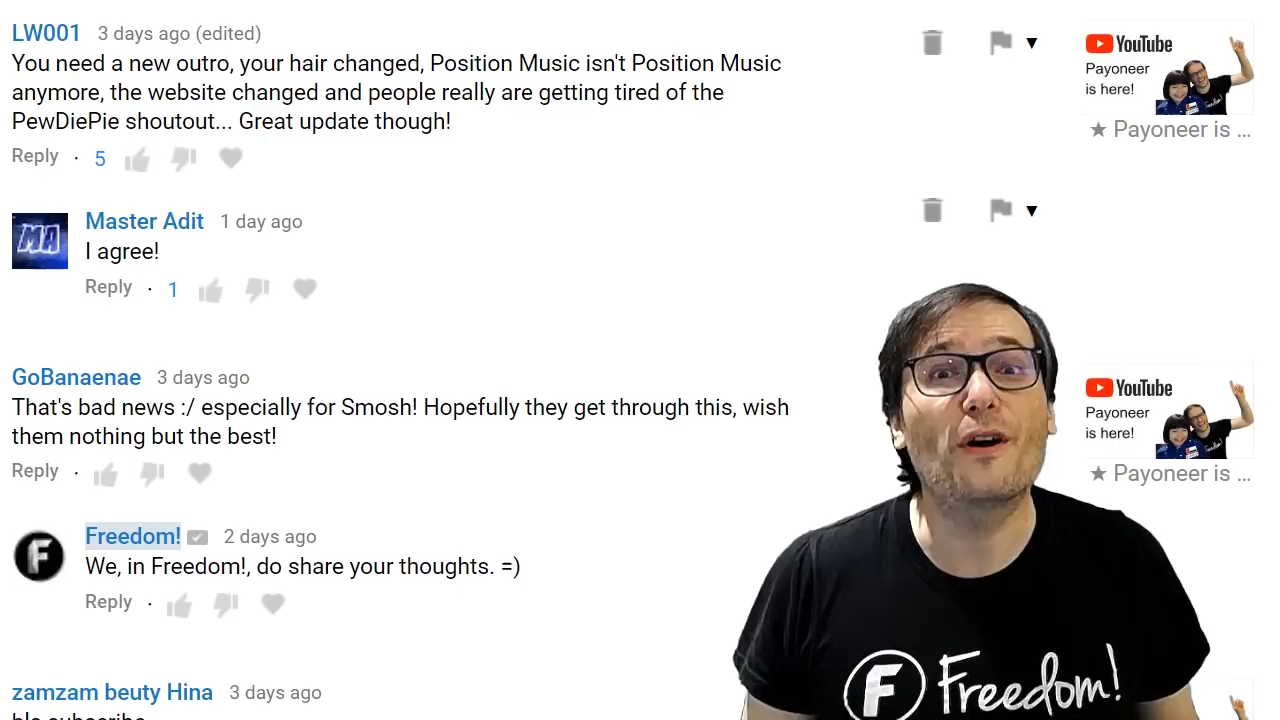 LW001 3 days ago (edited)
You need a new outro, your hair changed, Position Music isn't Position Music
anymore, the website changed and people really are getting tired of the
PewDiePie shoutout... Great update though!
Reply · 5
YouTube
Payoneer
is here!
Freedom!
★ Payoneer is ...
MA
Master Adit 1 day ago
I agree!
Reply · 1
GoBanaenae 3 days ago
That's bad news :/ especially for Smosh! Hopefully they get through this, wish
them nothing but the best!
Reply ·
YouTube
Payoneer
is here!
Freedom!
★ Payoneer is ...
F
Freedom! 2 days ago
We, in Freedom!, do share your thoughts. =)
Reply ·
F Freedom!
zamzam beuty Hina 3 days ago